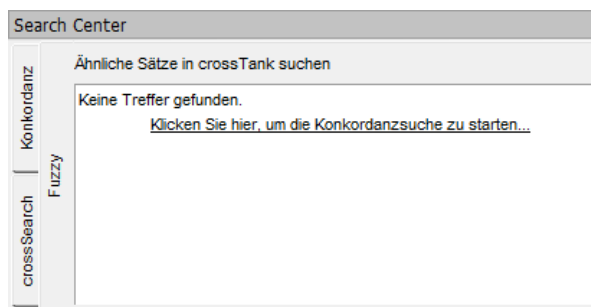 Search Center
Ähnliche Sätze in crossTank suchen
Konkordanz
Fuzzy
crossSearch
Keine Treffer gefunden.
Klicken Sie hier, um die Konkordanzsuche zu starten...